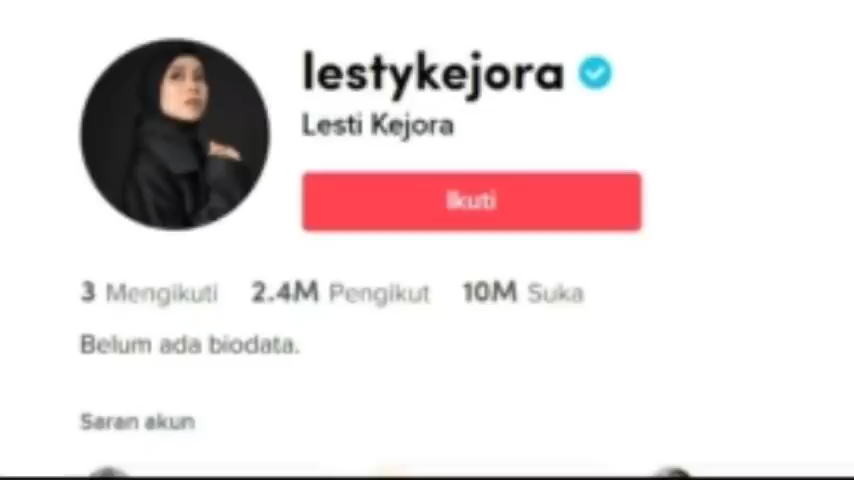 lestykejora
Lesti Kejora
Ikuti
3 Mengikuti 2.4M Pengikut 10M Suka
Belum ada biodata.
Saran akun